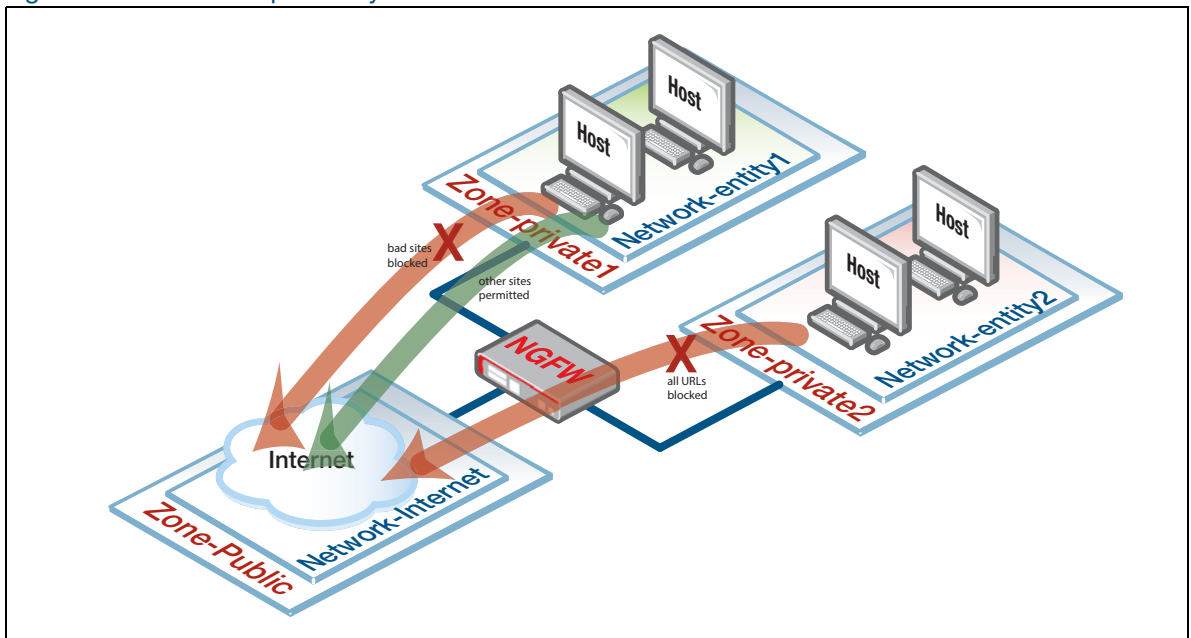 Host
Host
Zone-private1
Network-entity1
bad sites
blocked
X
other sites
permitted
Host
Host
Zone-private2
Network-entity2
NGFW
X
all URLs
blocked
Internet
Network-Internet
Zone-Public